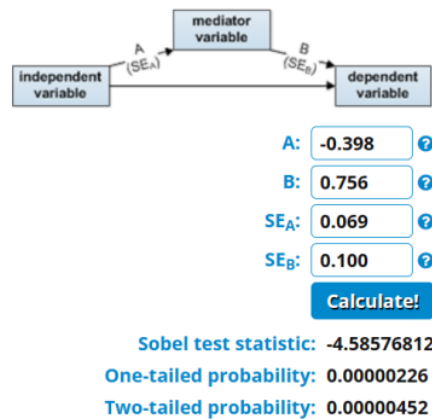 mediator
variable
A
(SEA)
B
(SEB)
independent
variable
dependent
variable
A: -0.398 ?
B: 0.756 ?
SEA: 0.069 ?
SEB: 0.100 ?
Calculate!
Sobel test statistic: -4.58576812
One-tailed probability: 0.00000226
Two-tailed probability: 0.00000452